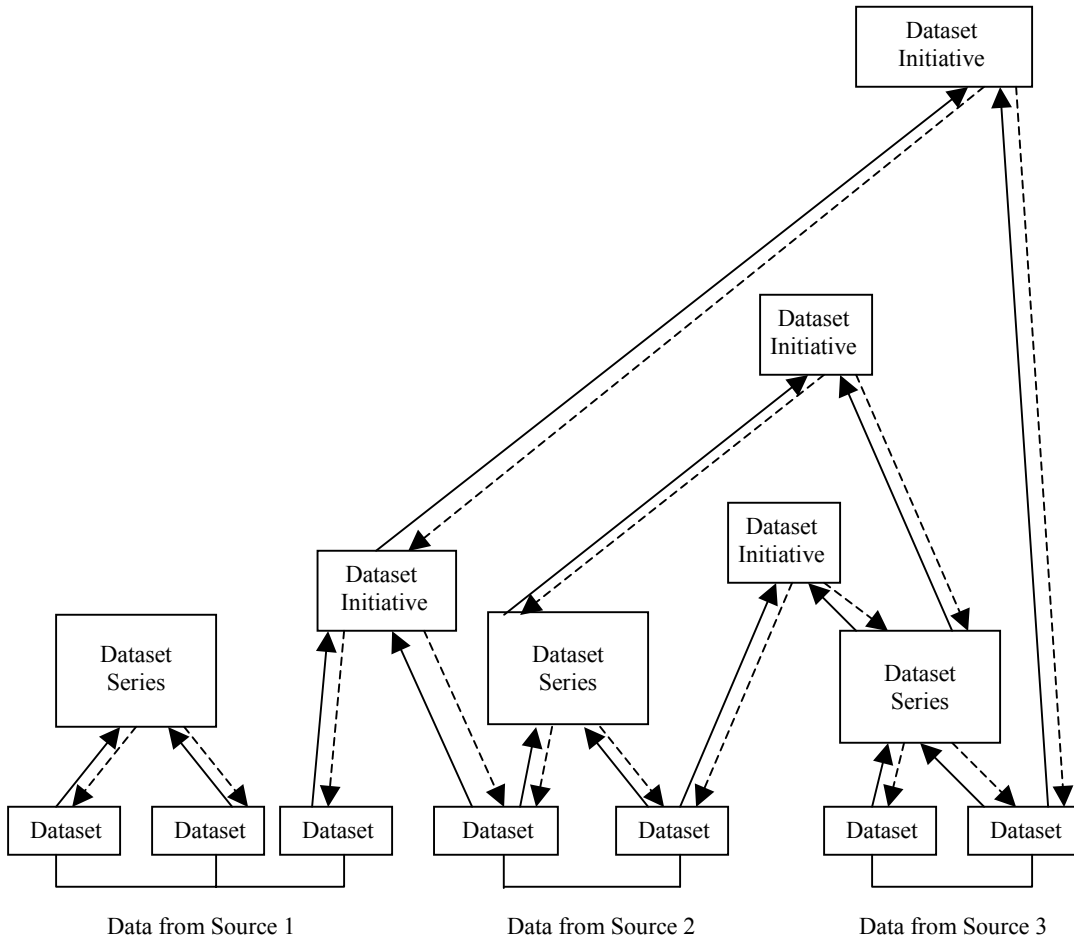 Dataset
Initiative
Dataset
Initiative
Dataset
Initiative
Dataset
Initiative
Dataset
Series
Dataset
Series
Dataset
Series
Dataset
Dataset
Dataset
Dataset
Dataset
Dataset
Dataset
Data from Source 1
Data from Source 2
Data from Source 3